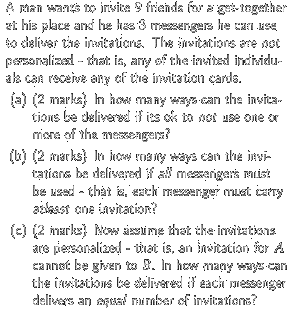 A man wants to invite 9 friends for a get-together
at his place and he has 3 messengers he can use
to deliver the invitations. The invitations are not
personalized - that is, any of the invited individu-
als can receive any of the invitation cards.
(a) (2 marks) In how many ways can the invita-
tions be delivered if its ok to not use one or
more of the messengers?
(b) (2 marks) In how many ways can the invi-
tations be delivered if all messengers must
be used - that is, each messenger must carry
atleast one invitation?
(c) (2 marks) Now assume that the invitations
are personalized - that is, an invitation for A
cannot be given to B. In how many ways can
the invitations be delivered if each messenger
delivers an equal number of invitations?